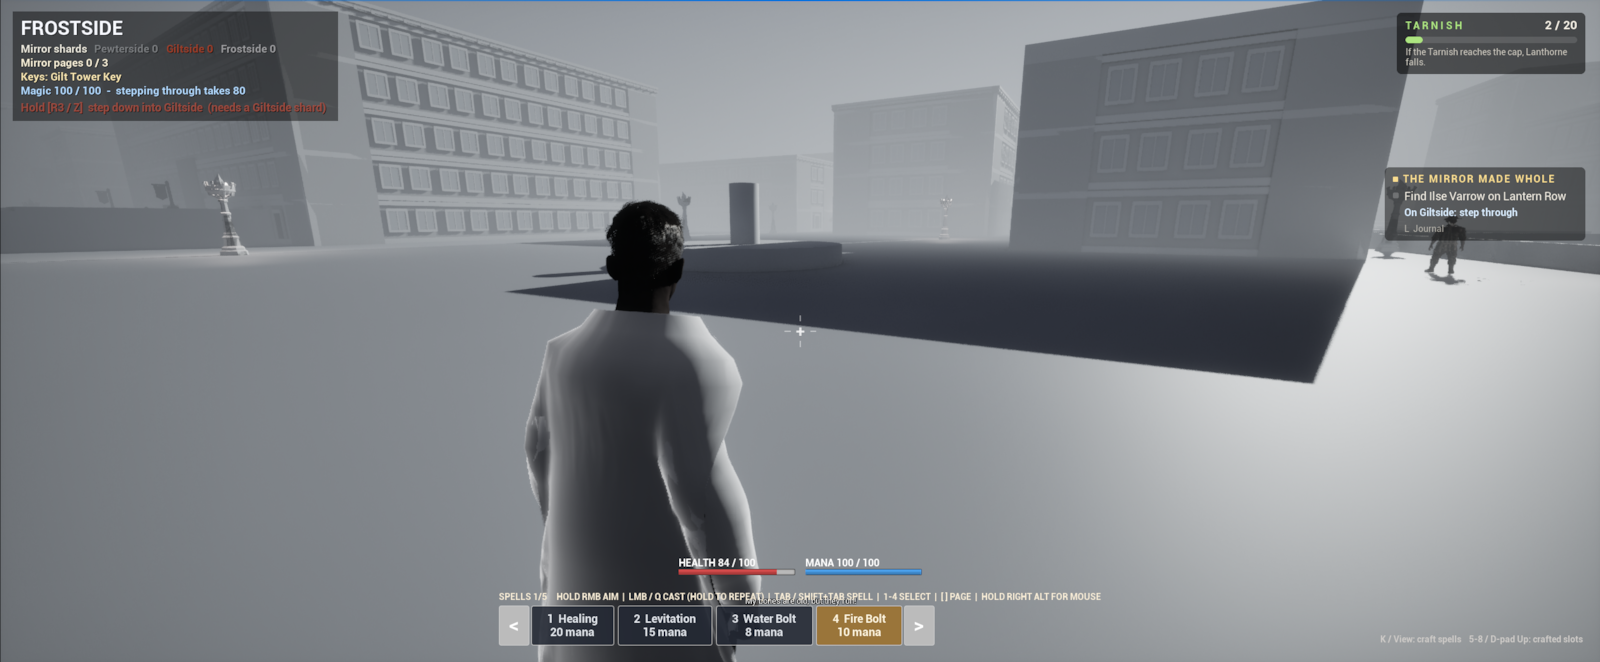 FROSTSIDE
Mirror shards Pewterside 0 Giltside 0 Frostside 0
Mirror pages 0 / 3
Keys: Gilt Tower Key
Magic 100 / 100 - stepping through takes 80
Hold [R3 / Z] step down into Giltside (needs a Giltside shard)
TARNISH 2 / 20
If the Tarnish reaches the cap, Lanthorne
falls.
THE MIRROR MADE WHOLE
Find Ilse Varrow on Lantern Row
On Giltside: step through
L Journal
HEALTH 84 / 100 MANA 100 / 100
SPELLS 1/5 HOLD RMB AIM | LMB / Q CAST (HOLD TO REPEAT) | TAB / SHIFT+TAB SPELL | 1-4 SELECT | [ ] PAGE | HOLD RIGHT ALT FOR MOUSE
My bones are old, but they
< 1 Healing 2 Levitation 3 Water Bolt 4 Fire Bolt >
20 mana 15 mana 8 mana 10 mana
K / View: craft spells 5-8 / D-pad Up: crafted slots